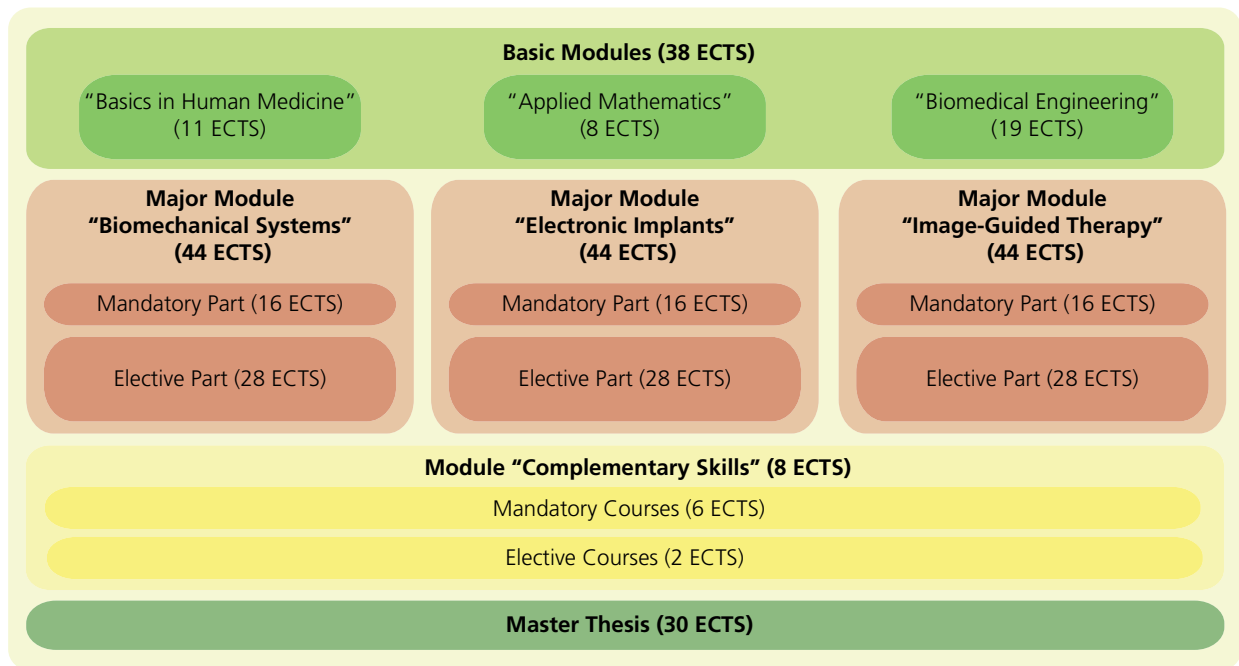 Basic Modules (38 ECTS)
“Basics in Human Medicine”
(11 ECTS)
“Applied Mathematics”
(8 ECTS)
“Biomedical Engineering”
(19 ECTS)
Major Module
“Biomechanical Systems”
(44 ECTS)
Mandatory Part (16 ECTS)
Elective Part (28 ECTS)
Major Module
“Electronic Implants”
(44 ECTS)
Mandatory Part (16 ECTS)
Elective Part (28 ECTS)
Major Module
“Image-Guided Therapy”
(44 ECTS)
Mandatory Part (16 ECTS)
Elective Part (28 ECTS)
Module “Complementary Skills” (8 ECTS)
Mandatory Courses (6 ECTS)
Elective Courses (2 ECTS)
Master Thesis (30 ECTS)